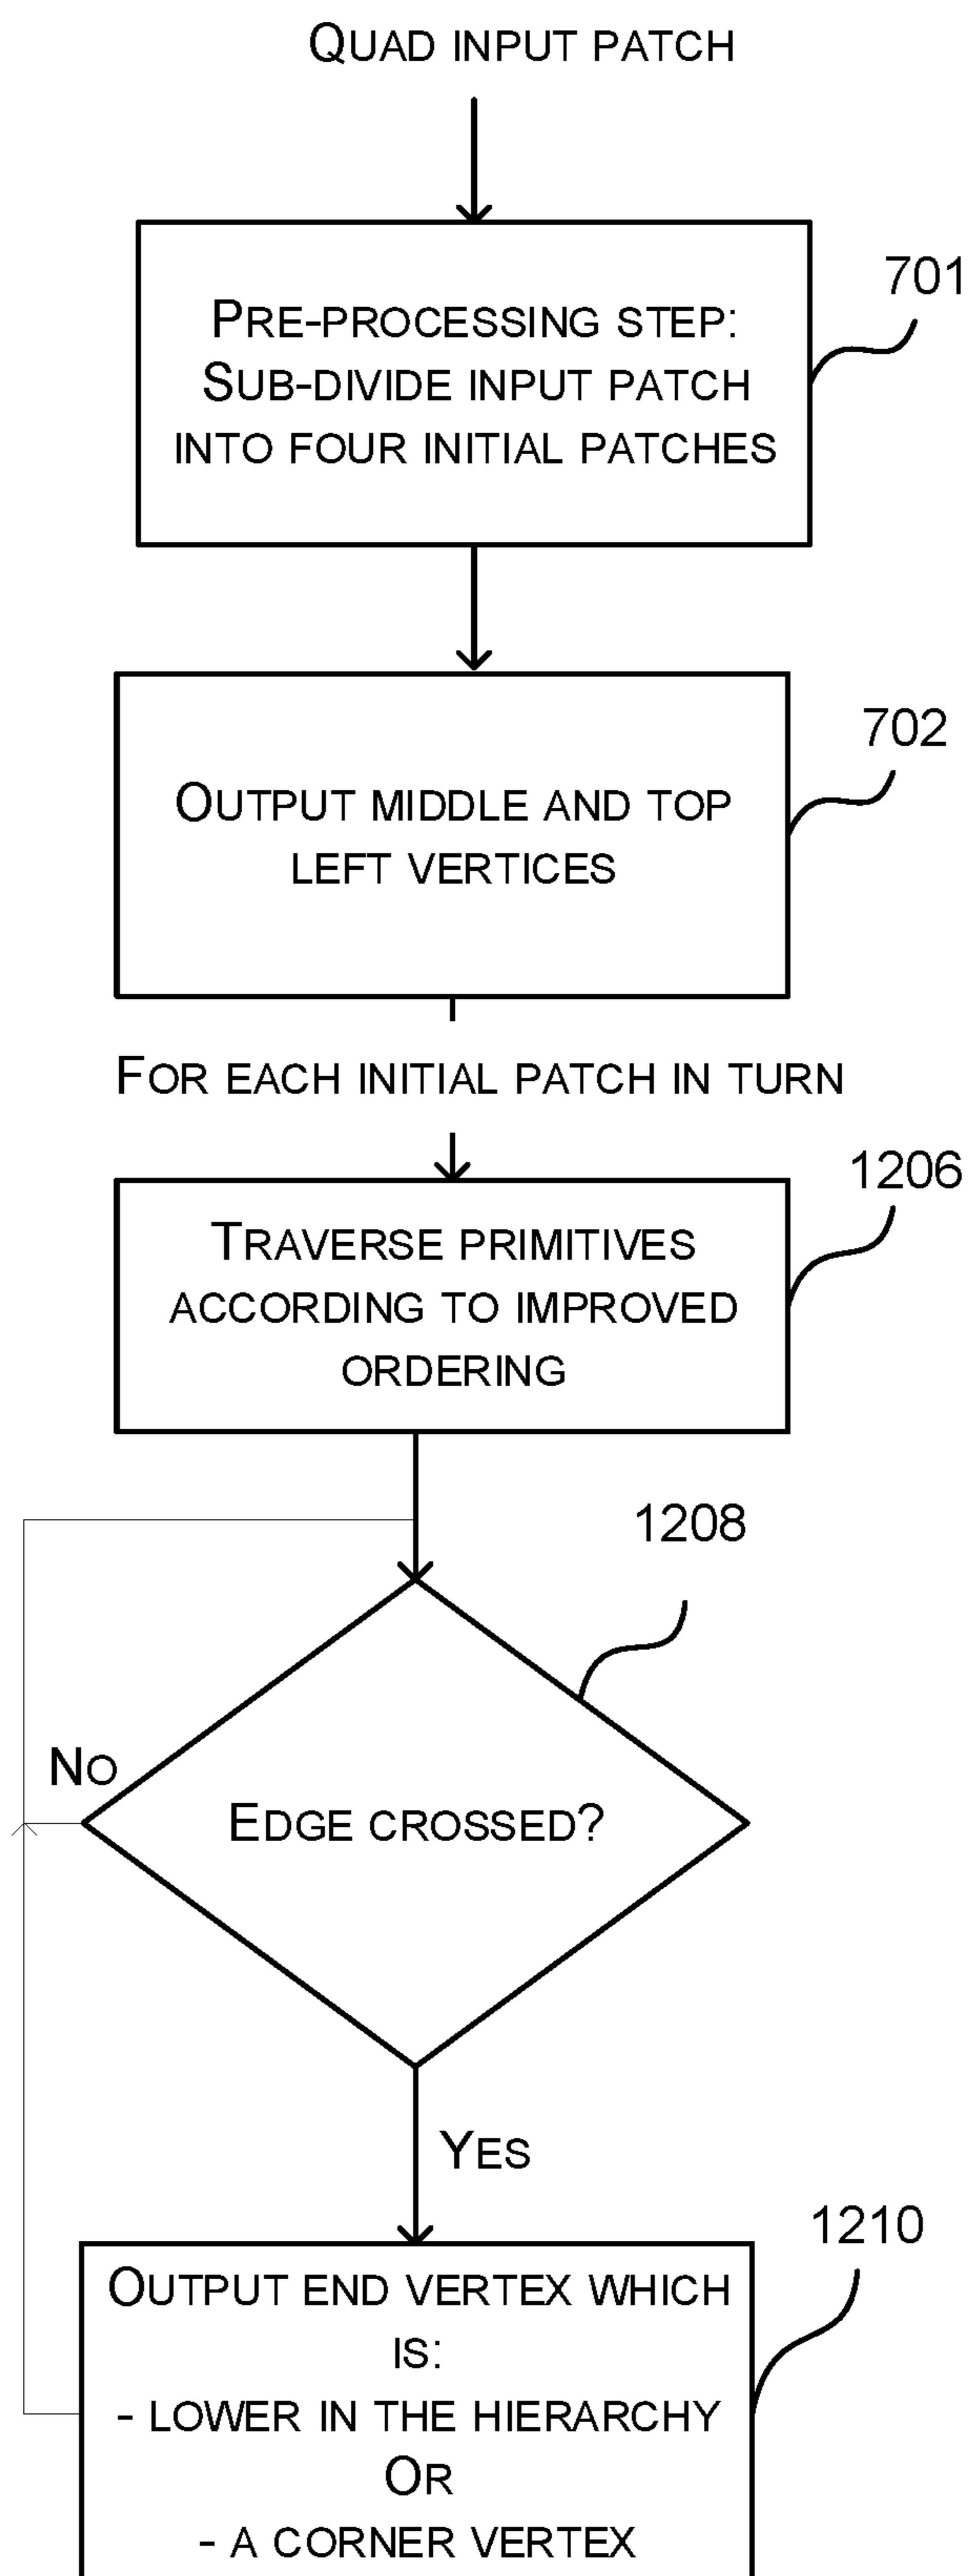 QUAD INPUT PATCH
701
PRE-PROCESSING STEP:
SUB-DIVIDE INPUT PATCH
INTO FOUR INITIAL PATCHES
702
OUTPUT MIDDLE AND TOP
LEFT VERTICES
FOR EACH INITIAL PATCH IN TURN
1206
TRAVERSE PRIMITIVES
ACCORDING TO IMPROVED
ORDERING
1208
NO
EDGE CROSSED?
YES
1210
OUTPUT END VERTEX WHICH
IS:
- LOWER IN THE HIERARCHY
OR
- A CORNER VERTEX